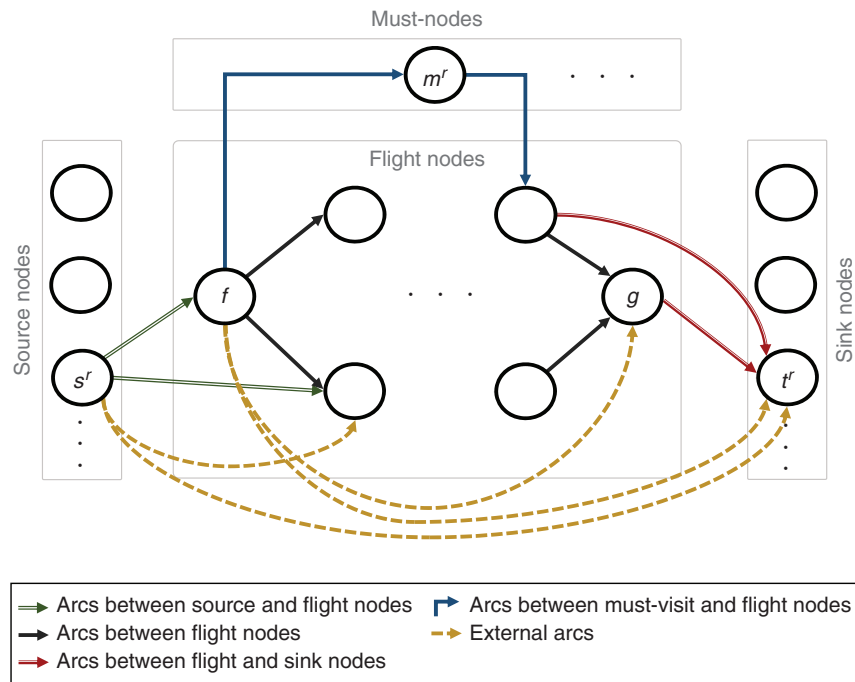 Must-nodes
m^r
. . .
Flight nodes
Source nodes
Sink nodes
f
. . .
g
s^r
t^r
Arcs between source and flight nodes
Arcs between flight nodes
Arcs between flight and sink nodes
Arcs between must-visit and flight nodes
External arcs